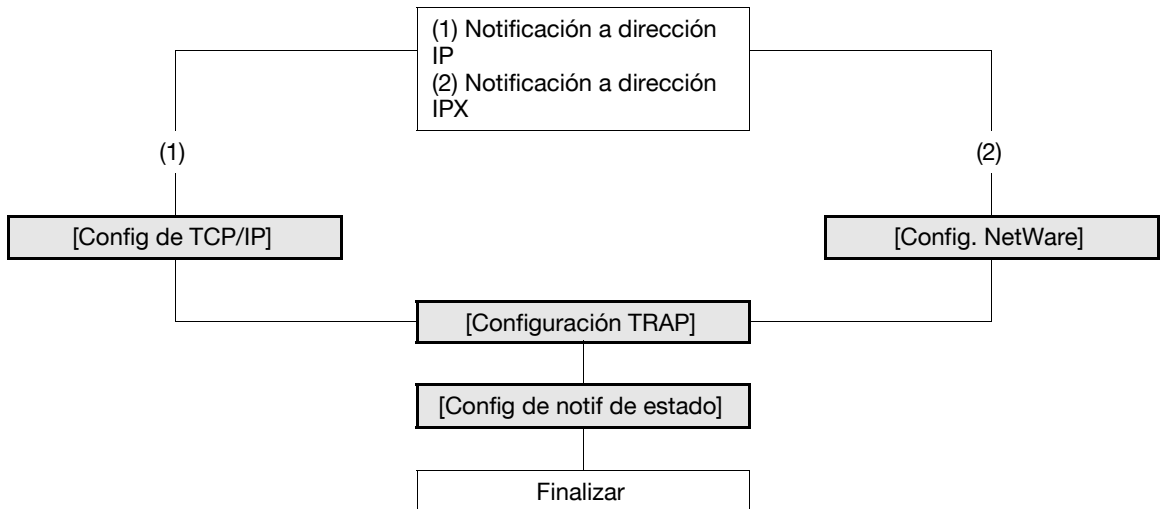 (1) Notificación a dirección
IP
(2) Notificación a dirección
IPX
(1)
(2)
[Config de TCP/IP]
[Config. NetWare]
[Configuración TRAP]
[Config de notif de estado]
Finalizar